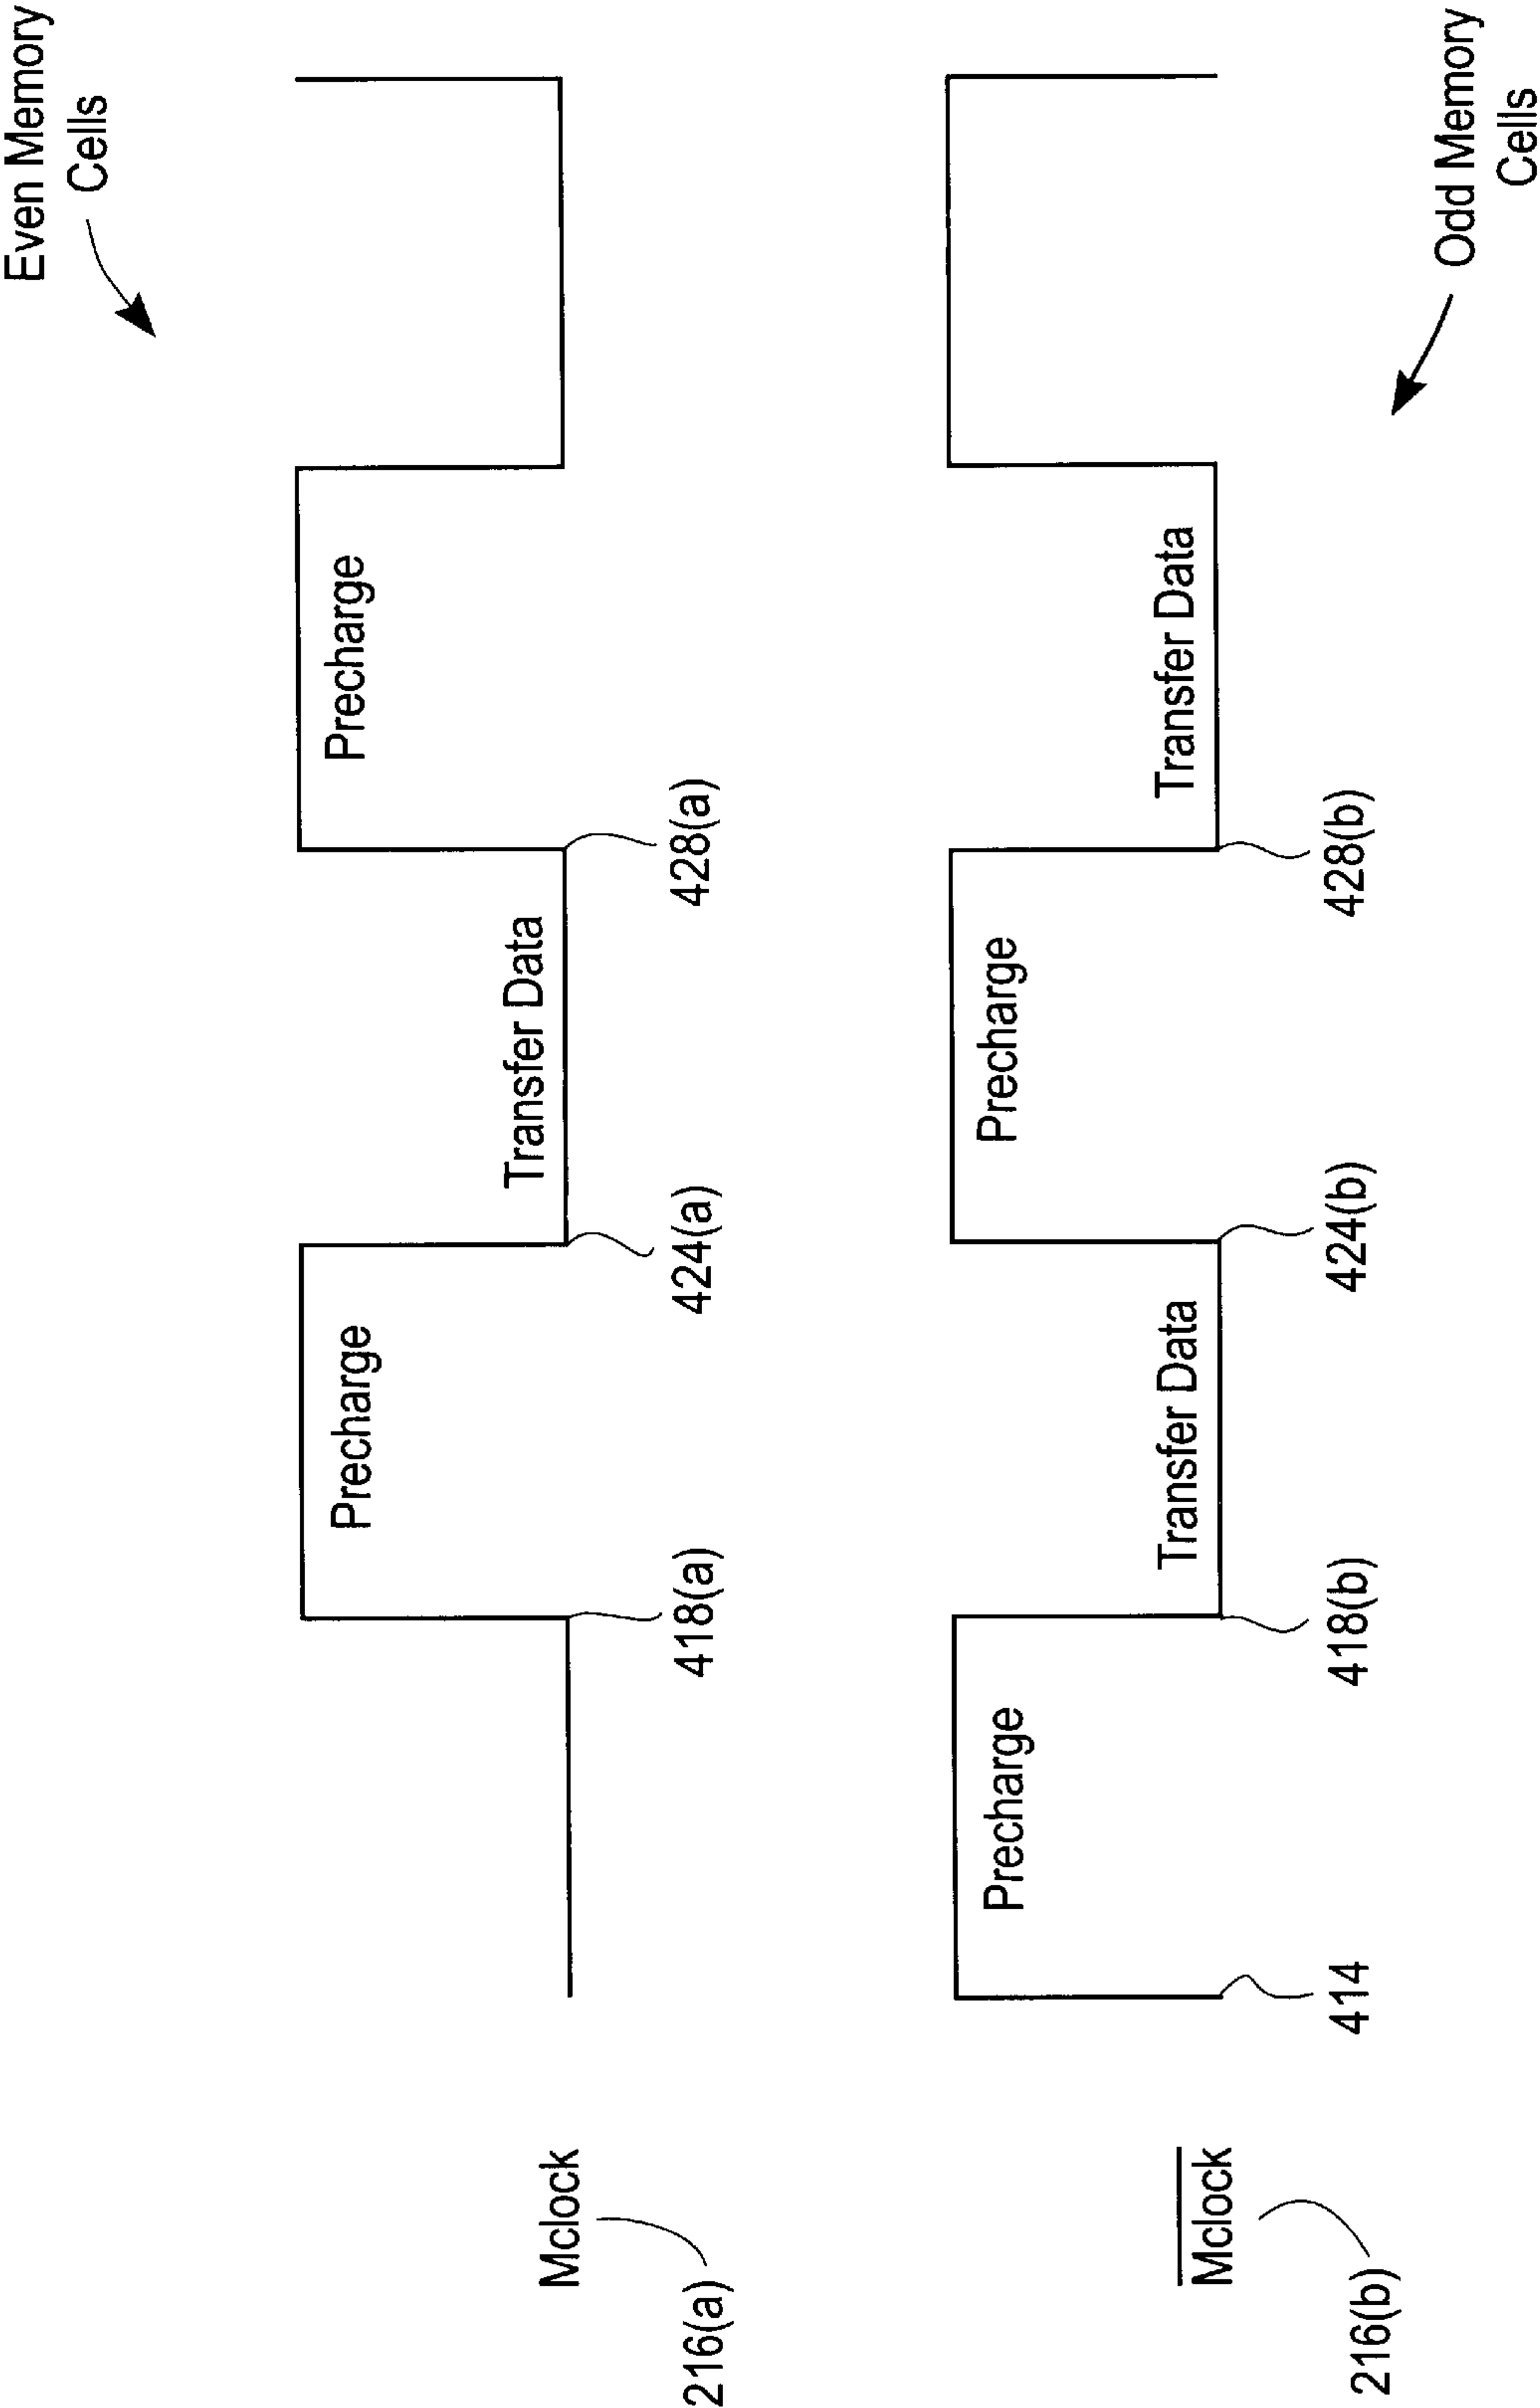 Even Memory
Cells
Precharge
Precharge
Transfer Data
Mclock
216(a)
418(a)
424(a)
428(a)
Precharge
Precharge
Transfer Data
Transfer Data
Mclock
216(b)
414
418(b)
424(b)
428(b)
Odd Memory
Cells